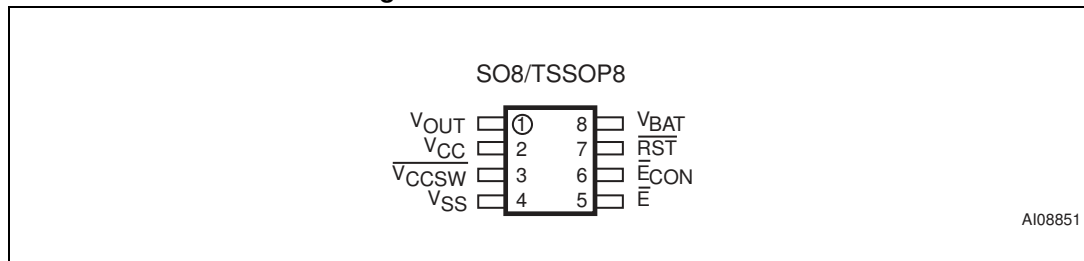 SO8/TSSOP8
VOUT 1 8 VBAT
VCC 2 7 RST
VCCSW 3 6 ECON
VSS 4 5 E
AI08851